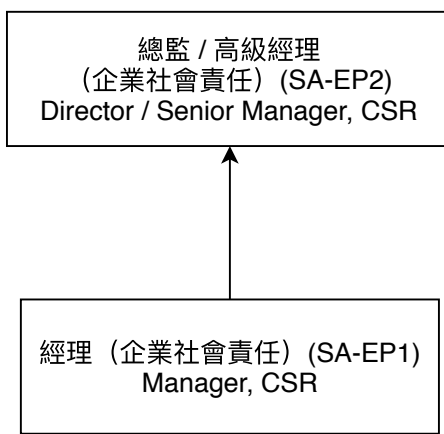 總監 / 高級經理
（企業社會責任）(SA-EP2)
Director / Senior Manager, CSR
經理（企業社會責任）(SA-EP1)
Manager, CSR